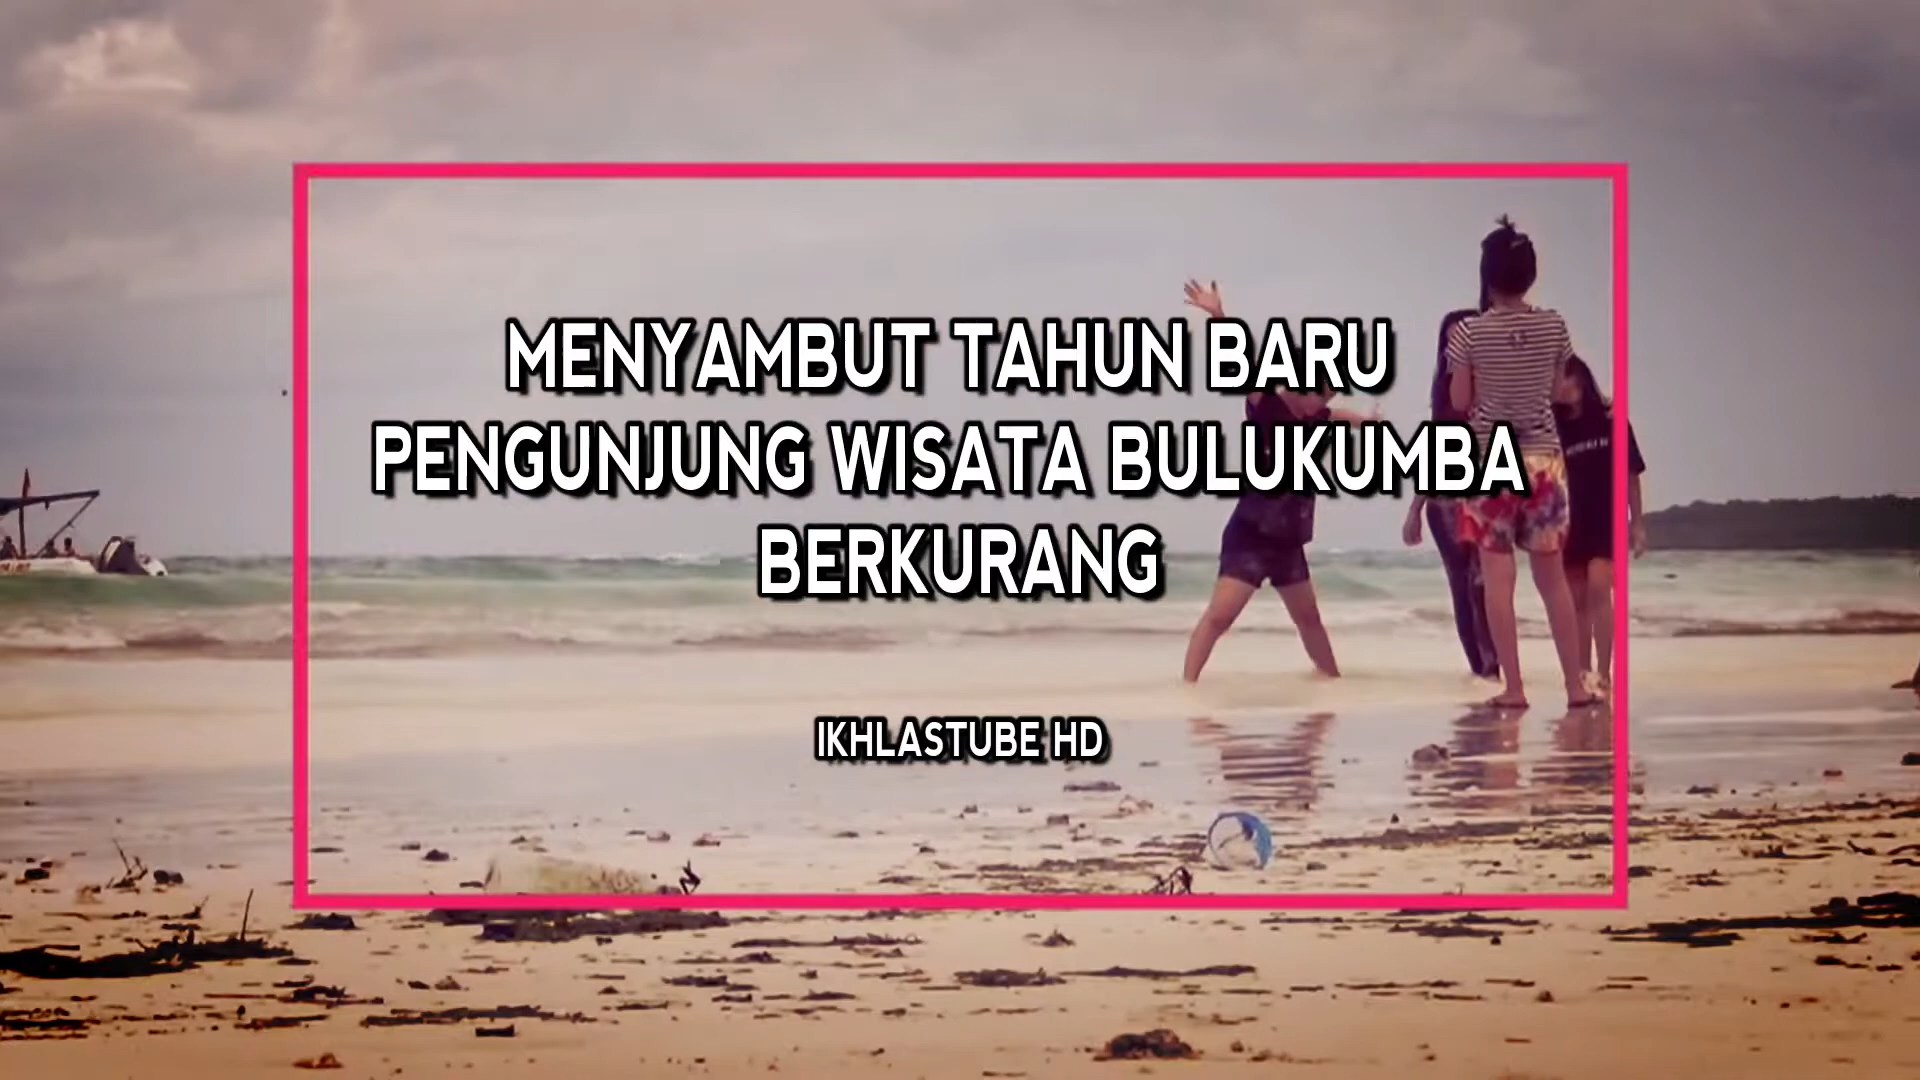 MENYAMBUT TAHUN BARU
PENGUNJUNG WISATA BULUKUMBA
BERKURANG
IKHLASTUBE HD